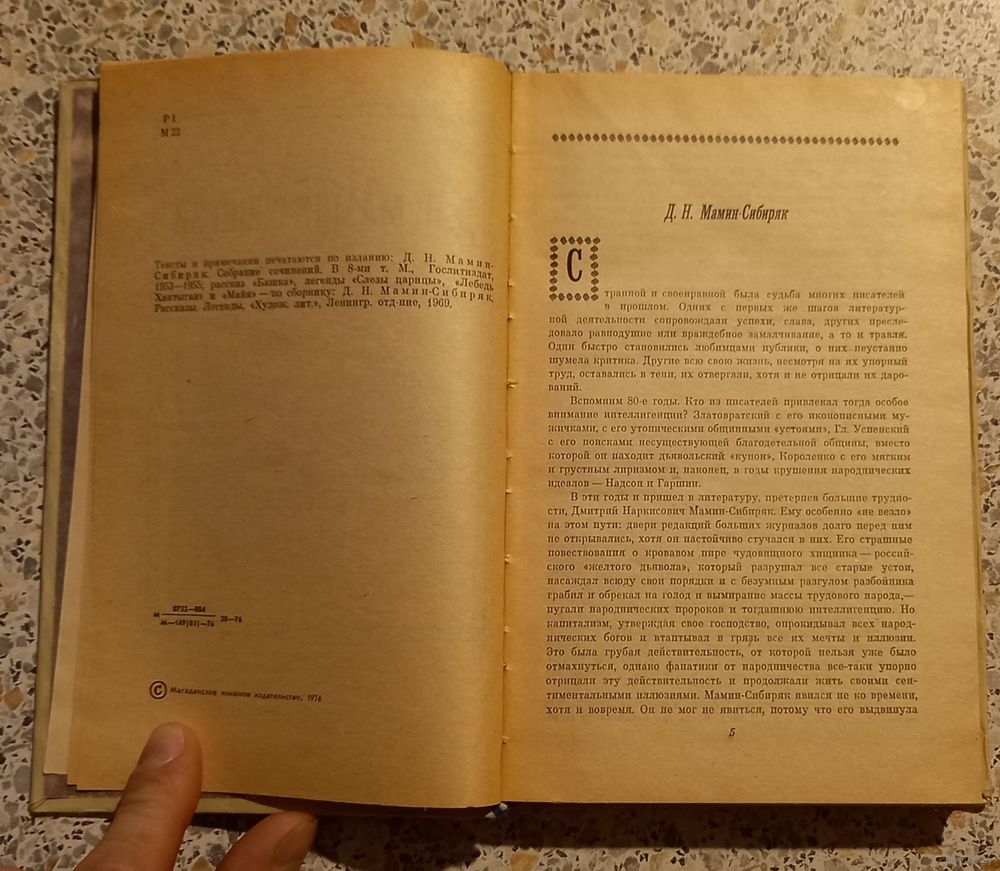 Р1
М22
Тексты и примечания печатаются по изданию: Д. Н. Мамин-
Сибиряк. Собрание сочинений. В 8-ми т. М., Гослитиздат,
1953—1955; рассказ «Башка», легенды «Слезы царицы», «Лебедь
Хантыгая» и «Майя» — по сборнику: Д. Н. Мамин-Сибиряк.
Рассказы. Легенды. «Худож. лит.», Ленингр. отд-ние, 1969.
0733—004
М 20—76
М—149(03)—76
© Магаданское книжное издательство, 1976
Д. Н. Мамин-Сибиряк
Странной и своенравной была судьба многих писателей
в прошлом. Одних с первых же шагов литератур-
ной деятельности сопровождали успехи, слава, других пресле-
довало равнодушие или враждебное замалчивание, а то и травля.
Одни быстро становились любимцами публики, о них неустанно
шумела критика. Другие всю свою жизнь, несмотря на их упорный
труд, оставались в тени, их отвергали, хотя и не отрицали их даро-
ваний.
Вспомним 80-е годы. Кто из писателей привлекал тогда особое
внимание интеллигенции? Златовратский с его иконописными му-
жичками, с его утопическими общинными «устоями», Гл. Успенский
с его поисками несуществующей благодетельной общины, вместо
которой он находит дьявольский «купон», Короленко с его мягким
и грустным лиризмом и, наконец, в годы крушения народнических
идеалов — Надсон и Гаршин.
В эти годы и пришел в литературу, претерпев большие трудно-
сти, Дмитрий Наркисович Мамин-Сибиряк. Ему особенно «не везло»
на этом пути: двери редакций больших журналов долго перед ним
не открывались, хотя он настойчиво стучался в них. Его страшные
повествования о кровавом пире чудовищного хищника — россий-
ского «желтого дьявола», который разрушал все старые устои,
насаждал всюду свои порядки и с безумным разгулом разбойника
грабил и обрекал на голод и вымирание массы трудового народа,—
пугали народнических пророков и тогдашнюю интеллигенцию. Но
капитализм, утверждая свое господство, опрокидывал всех народ-
нических богов и втаптывал в грязь все их мечты и иллюзии.
Это была грубая действительность, от которой нельзя уже было
отмахнуться, однако фанатики от народничества все-таки упорно
отрицали эту действительность и продолжали жить своими сен-
тиментальными иллюзиями. Мамин-Сибиряк явился не ко времени,
хотя и вовремя. Он не мог не явиться, потому что его выдвинула
5